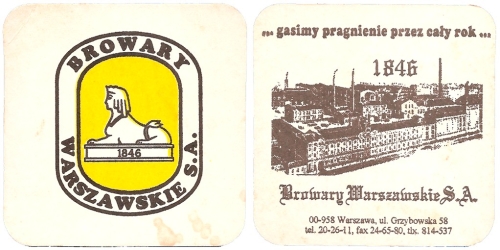 BROWARY
WARSZAWSKIE S.A.
1846
... gasimy pragnienie przez cały rok ...
1846
Browary Warszawskie S.A.
00-958 Warszawa, ul. Grzybowska 58
tel. 20-26-11, fax 24-65-80, tlx. 814-537